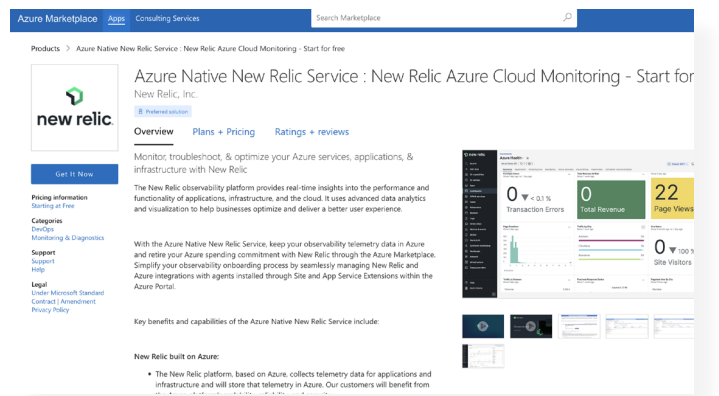 Azure Marketplace Apps Consulting Services Search Marketplace
Products > Azure Native New Relic Service : New Relic Azure Cloud Monitoring - Start for free
new relic.
Azure Native New Relic Service : New Relic Azure Cloud Monitoring - Start for
New Relic, Inc.
Preferred solution
Overview Plans + Pricing Ratings + reviews
Get It Now
Pricing information
Starting at Free
Categories
DevOps
Monitoring & Diagnostics
Support
Support
Help
Legal
Under Microsoft Standard
Contract | Amendment
Privacy Policy
Monitor, troubleshoot, & optimize your Azure services, applications, &
infrastructure with New Relic
The New Relic observability platform provides real-time insights into the performance and
functionality of applications, infrastructure, and the cloud. It uses advanced data analytics
and visualization to help businesses optimize and deliver a better user experience.
With the Azure Native New Relic Service, keep your observability telemetry data in Azure
and retire your Azure spending commitment with New Relic through the Azure Marketplace.
Simplify your observability onboarding process by seamlessly managing New Relic and
Azure integrations with agents installed through Site and App Service Extensions within the
Azure Portal.
Key benefits and capabilities of the Azure Native New Relic Service include:
New Relic built on Azure:
• The New Relic platform, based on Azure, collects telemetry data for applications and
infrastructure and will store that telemetry in Azure. Our customers will benefit from
new relic
0 ▼ < 0.1 %
Transaction Errors
0
Total Revenue
22
Page Views
0 ▼ 100 %
Site Visitors